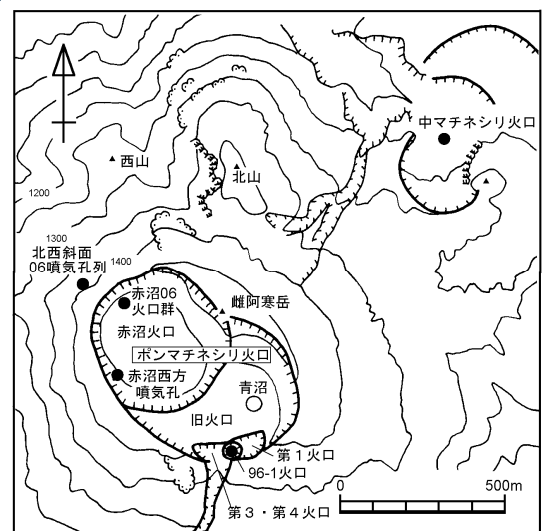 中マチネシリ火口
西山
北山
1200
1300
1400
北西斜面
06噴気孔列
赤沼06
火口群
雌阿寒岳
赤沼火口
ポンマチネシリ火口
赤沼西方
噴気孔
青沼
旧火口
第1火口
96-1火口
第3・第4火口
0
500m